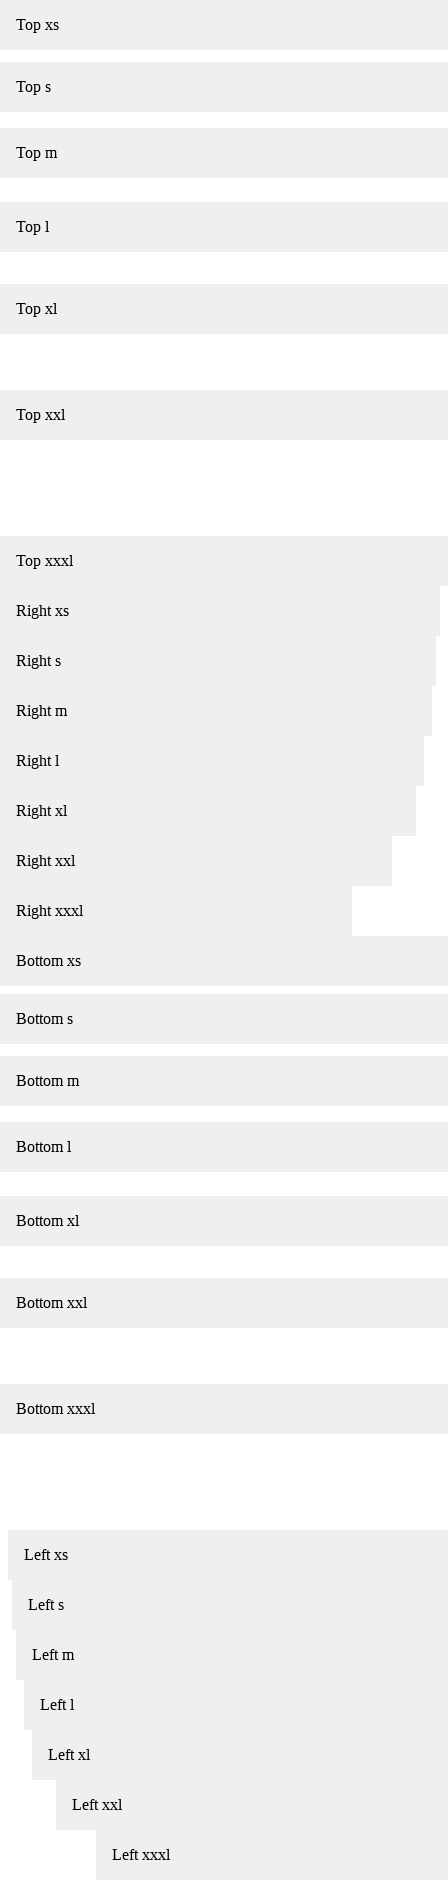 Top xs
Top s
Top m
Top l
Top xl
Top xxl
Top xxxl
Right xs
Right s
Right m
Right l
Right xl
Right xxl
Right xxxl
Bottom xs
Bottom s
Bottom m
Bottom l
Bottom xl
Bottom xxl
Bottom xxxl
Left xs
Left s
Left m
Left l
Left xl
Left xxl
Left xxxl